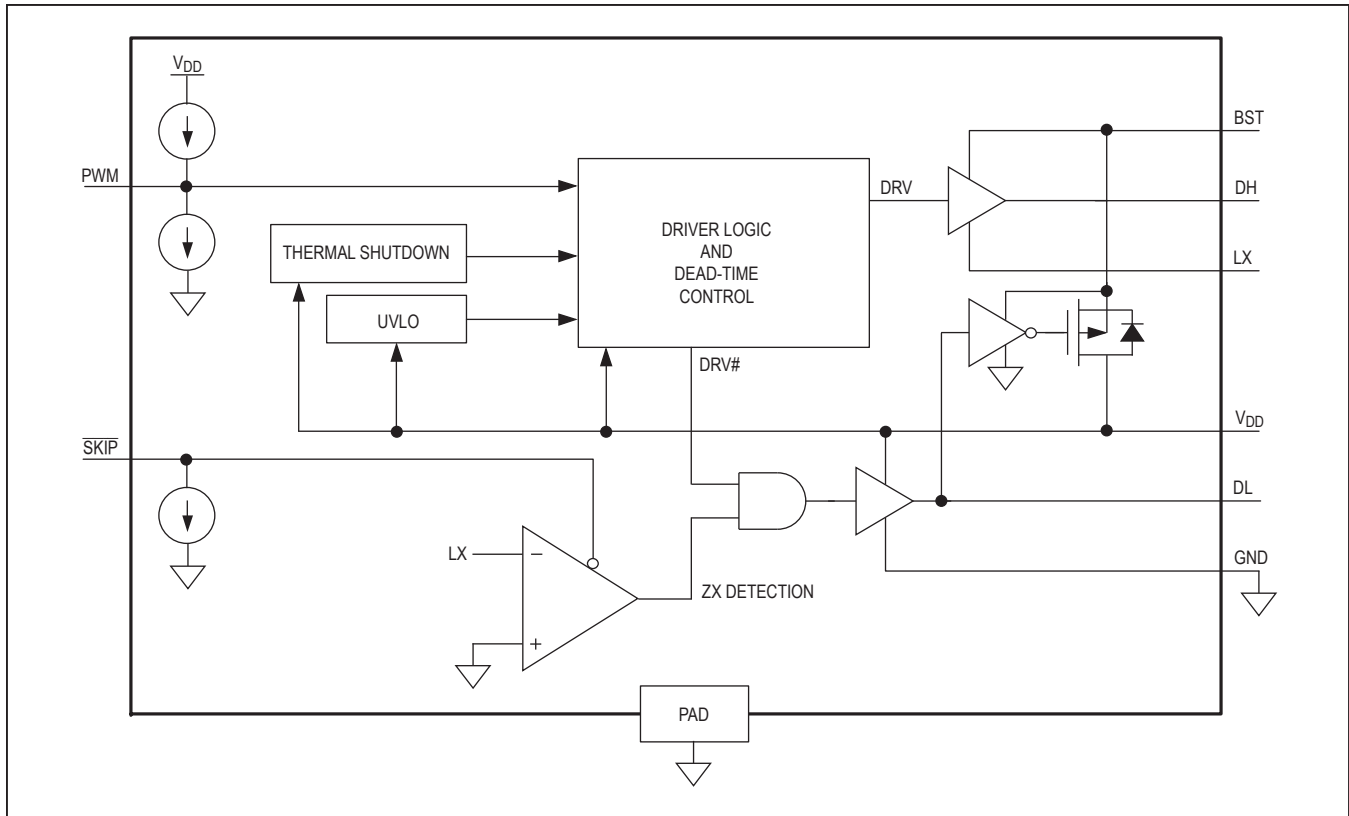 VDD
BST
PWM
DRV
DH
DRIVER LOGIC
AND
DEAD-TIME
CONTROL
THERMAL SHUTDOWN
LX
UVLO
DRV#
VDD
SKIP
DL
LX
−
GND
ZX DETECTION
+
PAD